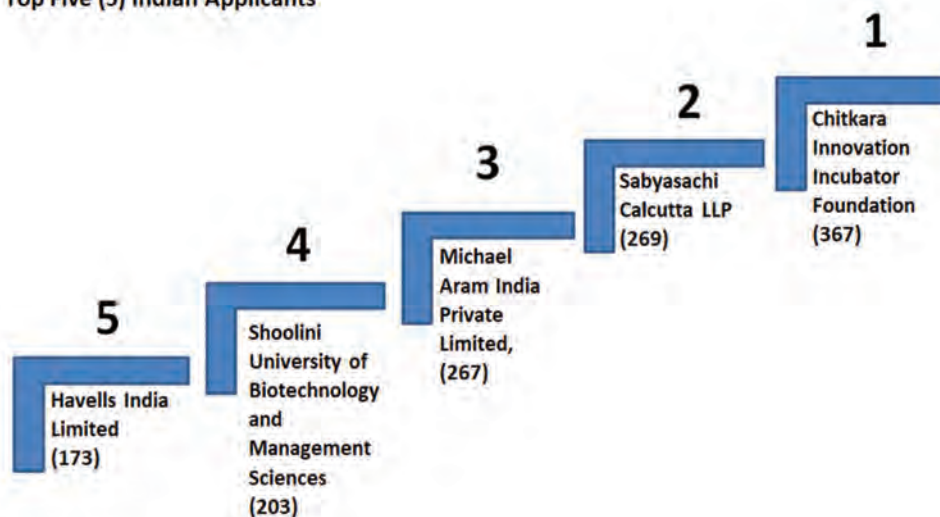 Top Five (5) Indian Applicants
1
Chitkara
Innovation
Incubator
Foundation
(367)
2
Sabyasachi
Calcutta LLP
(269)
3
Michael
Aram India
Private
Limited,
(267)
4
Shoolini
University of
Biotechnology
and
Management
Sciences
(203)
5
Havells India
Limited
(173)